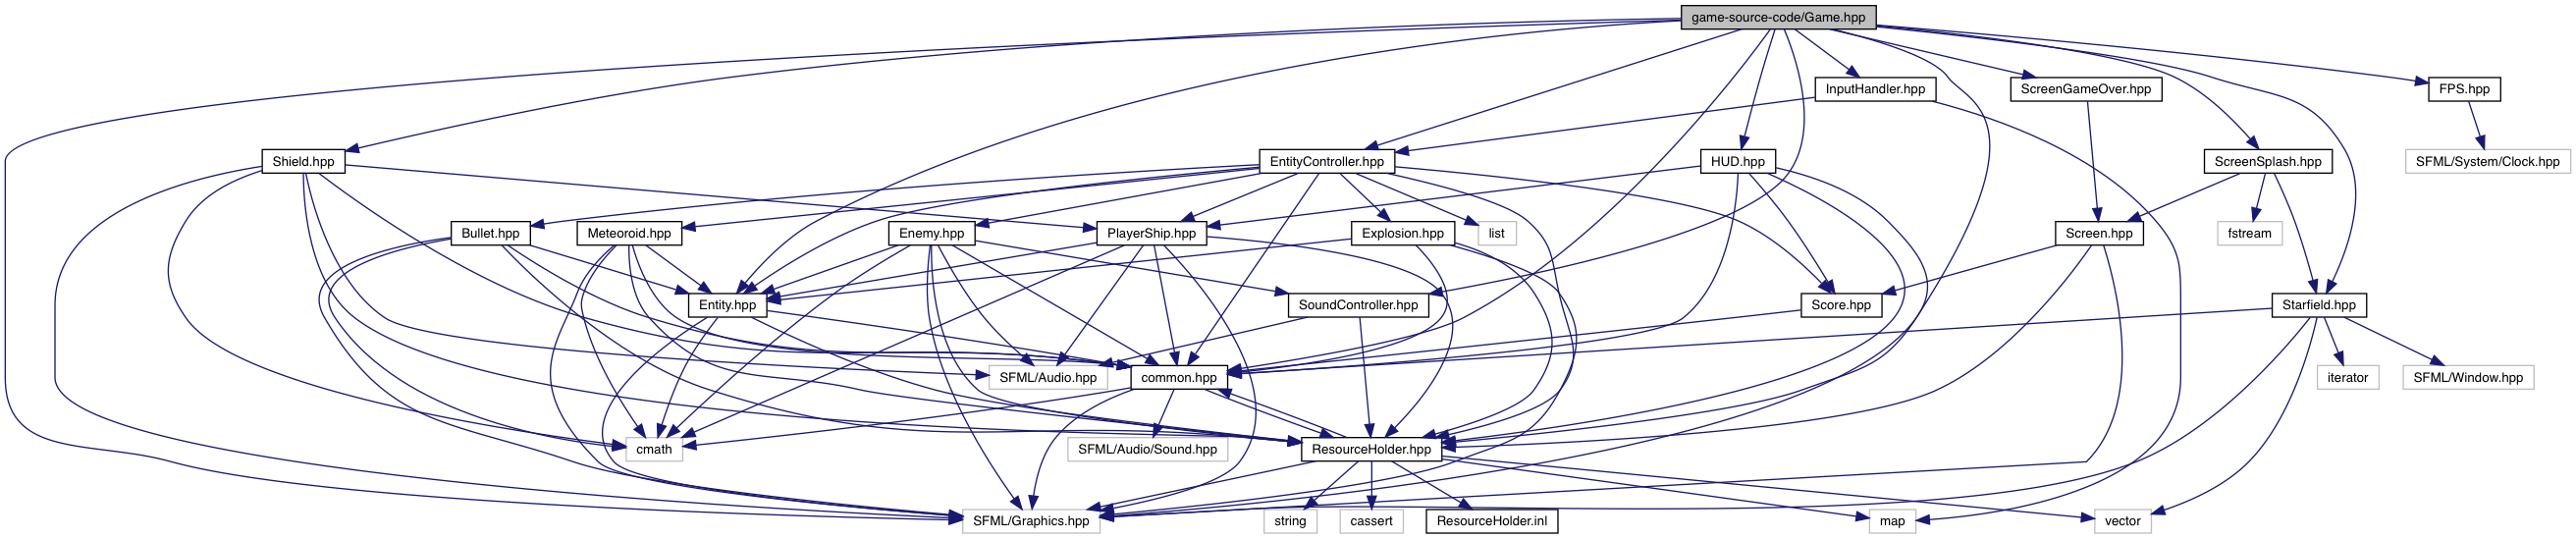 game-source-code/Game.hpp
InputHandler.hpp
ScreenGameOver.hpp
FPS.hpp
Shield.hpp
EntityController.hpp
HUD.hpp
ScreenSplash.hpp
SFML/System/Clock.hpp
Bullet.hpp
Meteoroid.hpp
Enemy.hpp
PlayerShip.hpp
Explosion.hpp
list
Screen.hpp
fstream
Entity.hpp
SoundController.hpp
Score.hpp
Starfield.hpp
SFML/Audio.hpp
common.hpp
iterator
SFML/Window.hpp
cmath
SFML/Audio/Sound.hpp
ResourceHolder.hpp
SFML/Graphics.hpp
string
cassert
ResourceHolder.inl
map
vector